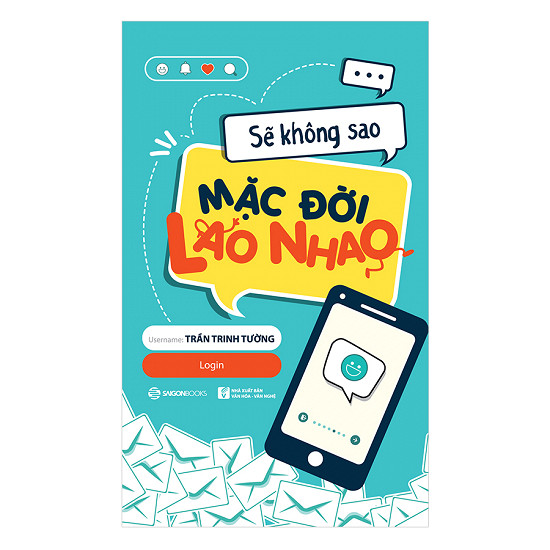 Sẽ không sao
MẶC ĐỜI
LAO NHAO
Username: TRẦN TRINH TƯỜNG
Login
SAIGONBOOKS
NHÀ XUẤT BẢN
VĂN HÓA - VĂN NGHỆ